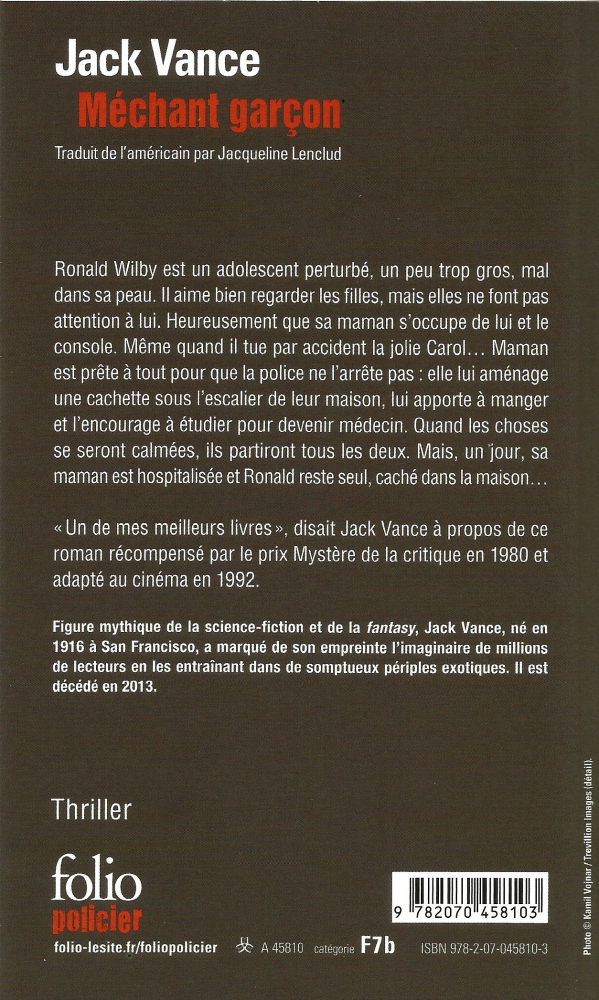 Jack Vance
Méchant garçon
Traduit de l'américain par Jacqueline Lenclud
Ronald Wilby est un adolescent perturbé, un peu trop gros, mal
dans sa peau. Il aime bien regarder les filles, mais elles ne font pas
attention à lui. Heureusement que sa maman s'occupe de lui et le
console. Même quand il tue par accident la jolie Carol… Maman
est prête à tout pour que la police ne l'arrête pas : elle lui aménage
une cachette sous l'escalier de leur maison, lui apporte à manger
et l'encourage à étudier pour devenir médecin. Quand les choses
se seront calmées, ils partiront tous les deux. Mais, un jour, sa
maman est hospitalisée et Ronald reste seul, caché dans la maison…
« Un de mes meilleurs livres », disait Jack Vance à propos de ce
roman récompensé par le prix Mystère de la critique en 1980 et
adapté au cinéma en 1992.
Figure mythique de la science-fiction et de la fantasy, Jack Vance, né en
1916 à San Francisco, a marqué de son empreinte l'imaginaire de millions
de lecteurs en les entraînant dans de somptueux périples exotiques. Il est
décédé en 2013.
Thriller
folio
policier
folio-lesite.fr/foliopolicier
A 45810 catégorie F7b
9 782070 458103
ISBN 978-2-07-045810-3
Photo © Kamil Vojnar / Trevillion Images (détail).